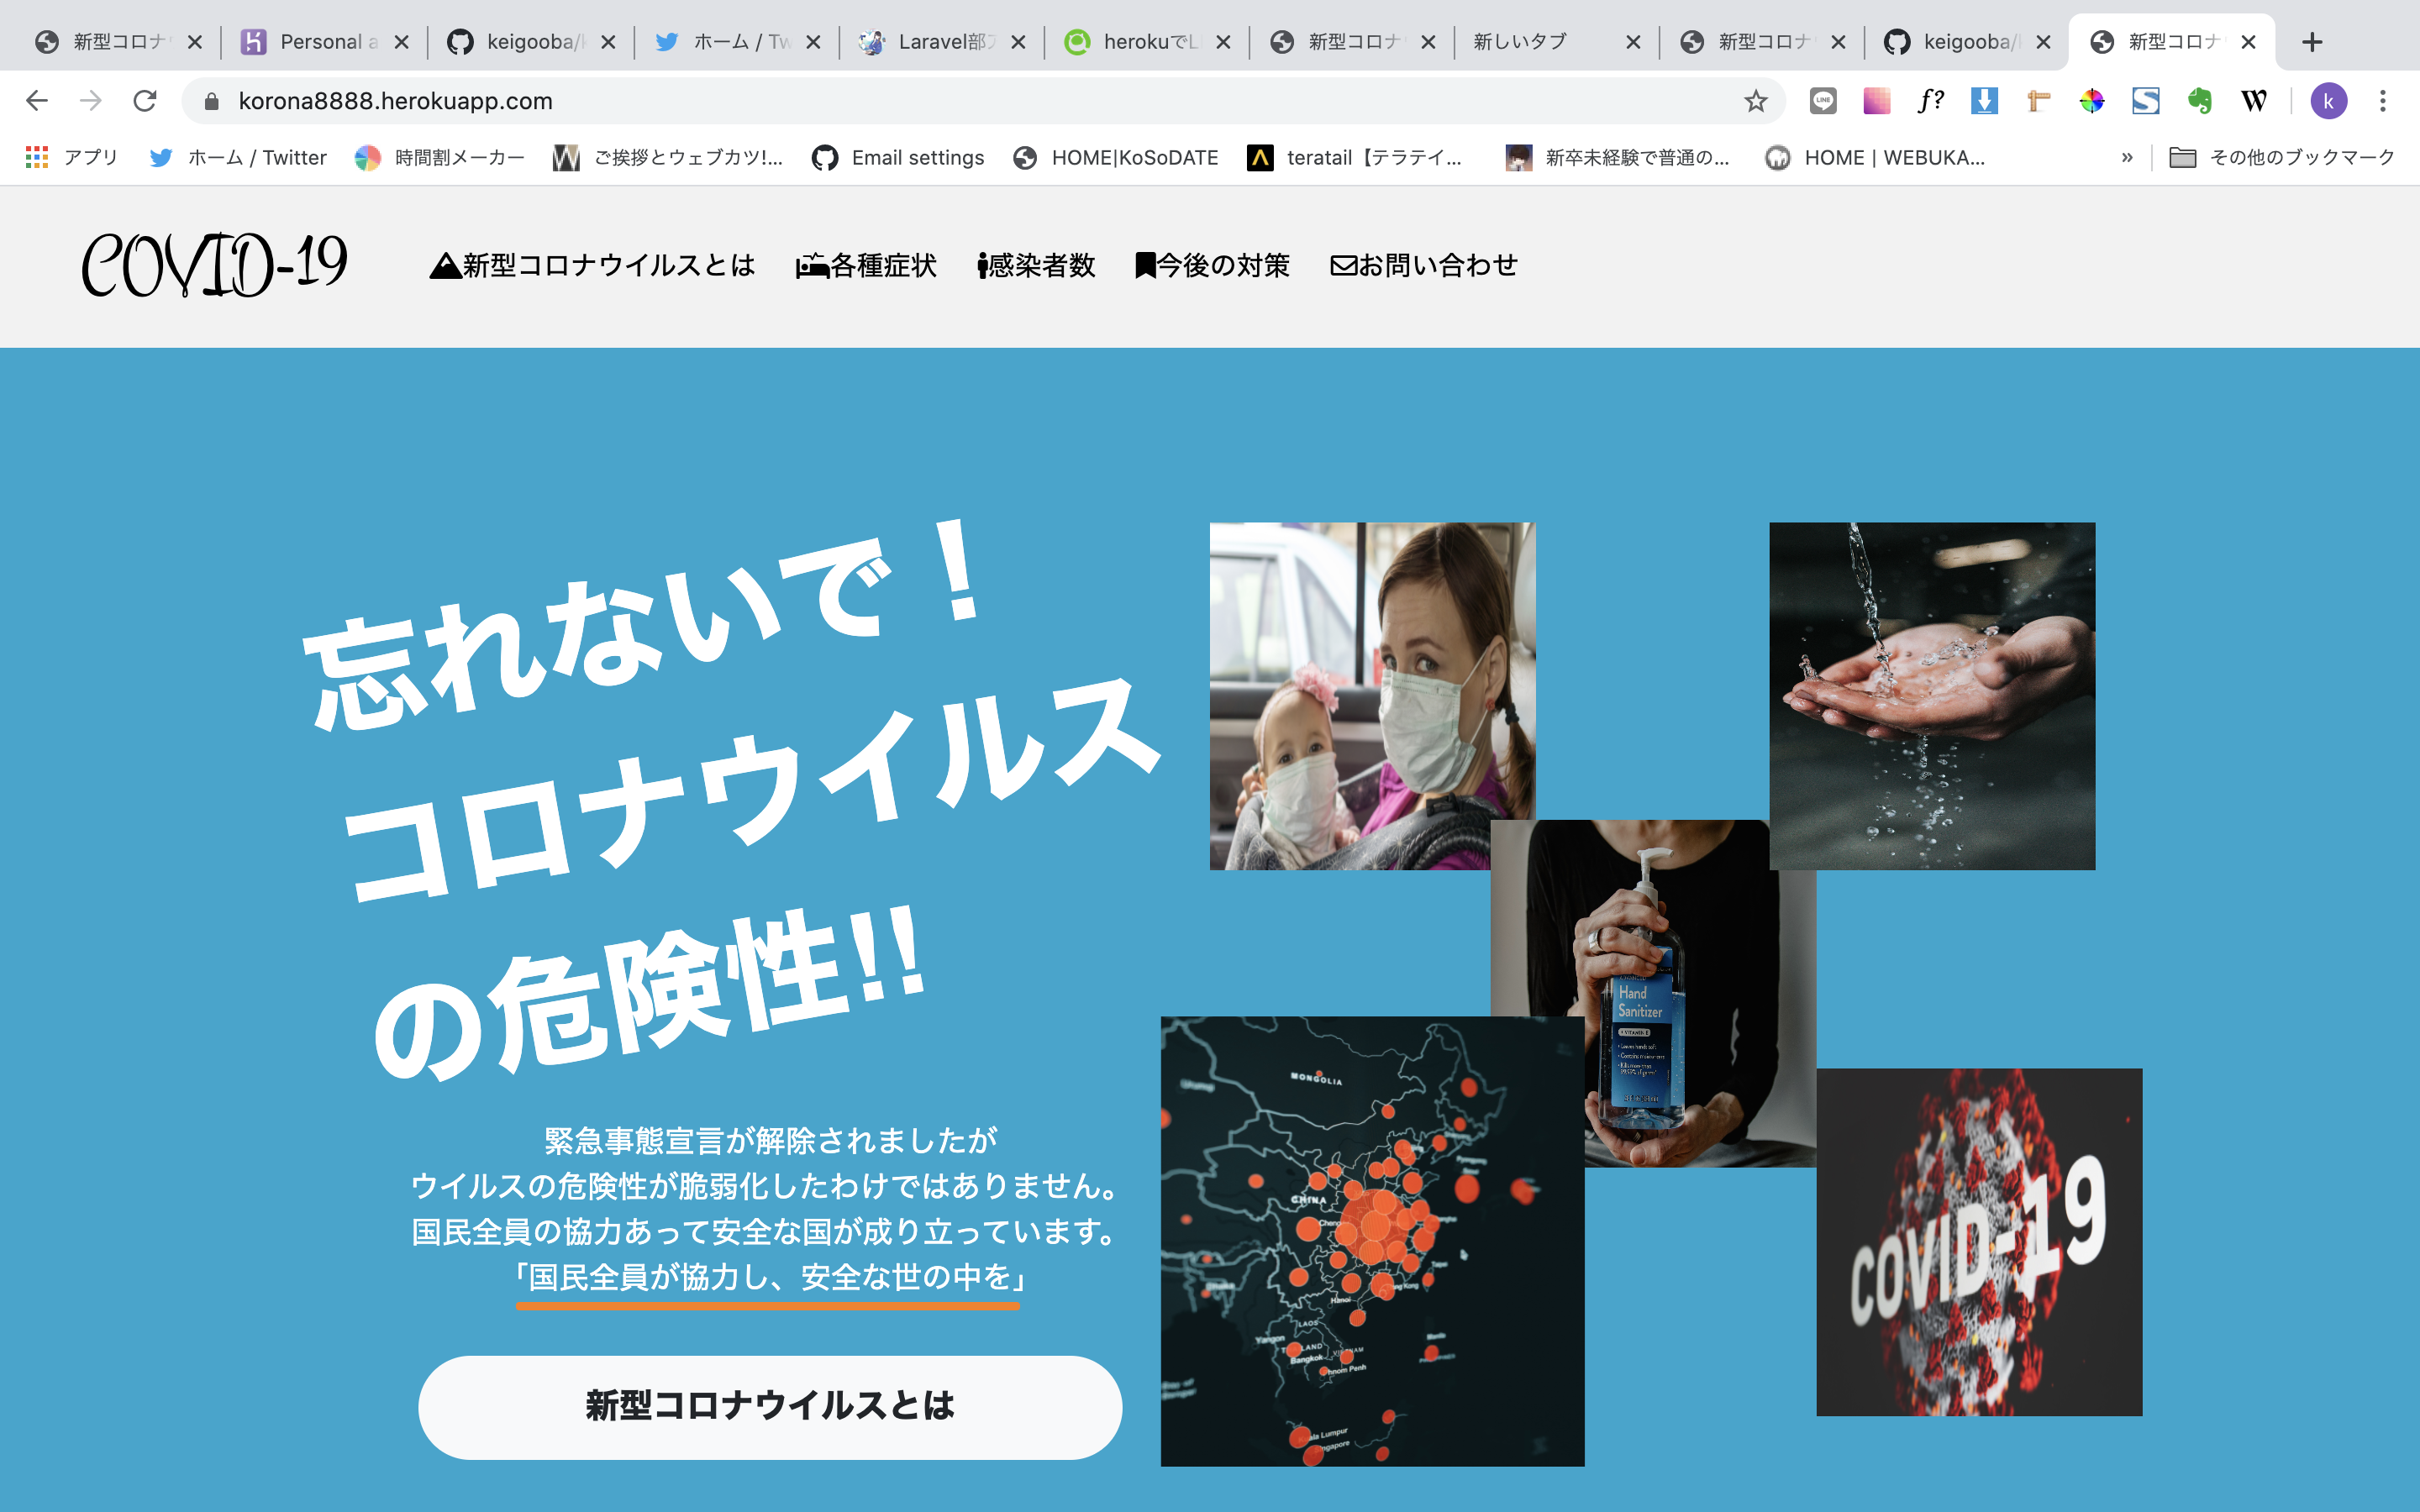 新型コロナ
Personal a
keigooba/
ホーム / Tw
Laravel部
herokuでL
新型コロナ
新しいタブ
新型コロナ
keigooba/
新型コロナ
korona8888.herokuapp.com
LINE
f?
W
k
アプリ
ホーム / Twitter
時間割メーカー
ご挨拶とウェブカツ!...
Email settings
HOME|KoSoDATE
teratail【テラテイ...
新卒未経験で普通の...
HOME | WEBUKA...
»
その他のブックマーク
COVID-19
新型コロナウイルスとは
各種症状
感染者数
今後の対策
お問い合わせ
忘れないで！
コロナウイルス
の危険性!!
緊急事態宣言が解除されましたが
ウイルスの危険性が脆弱化したわけではありません。
国民全員の協力あって安全な国が成り立っています。
「国民全員が協力し、安全な世の中を」
新型コロナウイルスとは
Hand
Sanitizer
MONGOLIA
CHINA
Hanoi
LAOS
Yangon
Bangkok
COVID-19